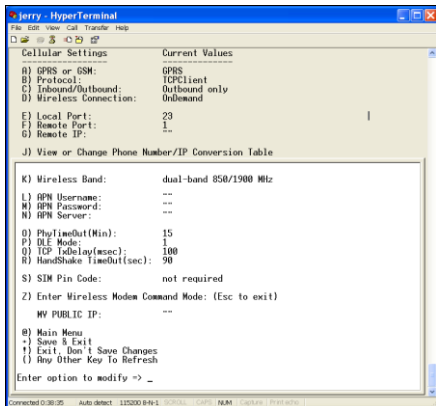 jerry - HyperTerminal
File Edit View Call Transfer Help
Cellular Settings Current Values
A) GPRS or GSM: GPRS
B) Protocol: TCPClient
C) Inbound/Outbound: Outbound only
D) Wireless Connection: OnDemand
E) Local Port: 23
F) Remote Port: 1
G) Remote IP: ""
J) View or Change Phone Number/IP Conversion Table
K) Wireless Band: dual-band 850/1900 MHz
L) APN Username: ""
M) APN Password: ""
N) APN Server: ""
O) PhyTimeOut(Min): 15
P) DLE Mode: 1
Q) TCP TxDelay(msec): 100
R) HandShake TimeOut(sec): 90
S) SIM Pin Code: not required
Z) Enter Wireless Modem Command Mode: (Esc to exit)
MY PUBLIC IP: ""
@) Main Menu
+) Save & Exit
!) Exit, Don't Save Changes
() Any Other Key To Refresh
Enter option to modify => _
Connected 0:38:35 Auto detect 115200 8-N-1 SCROLL CAPS NUM Capture Print echo